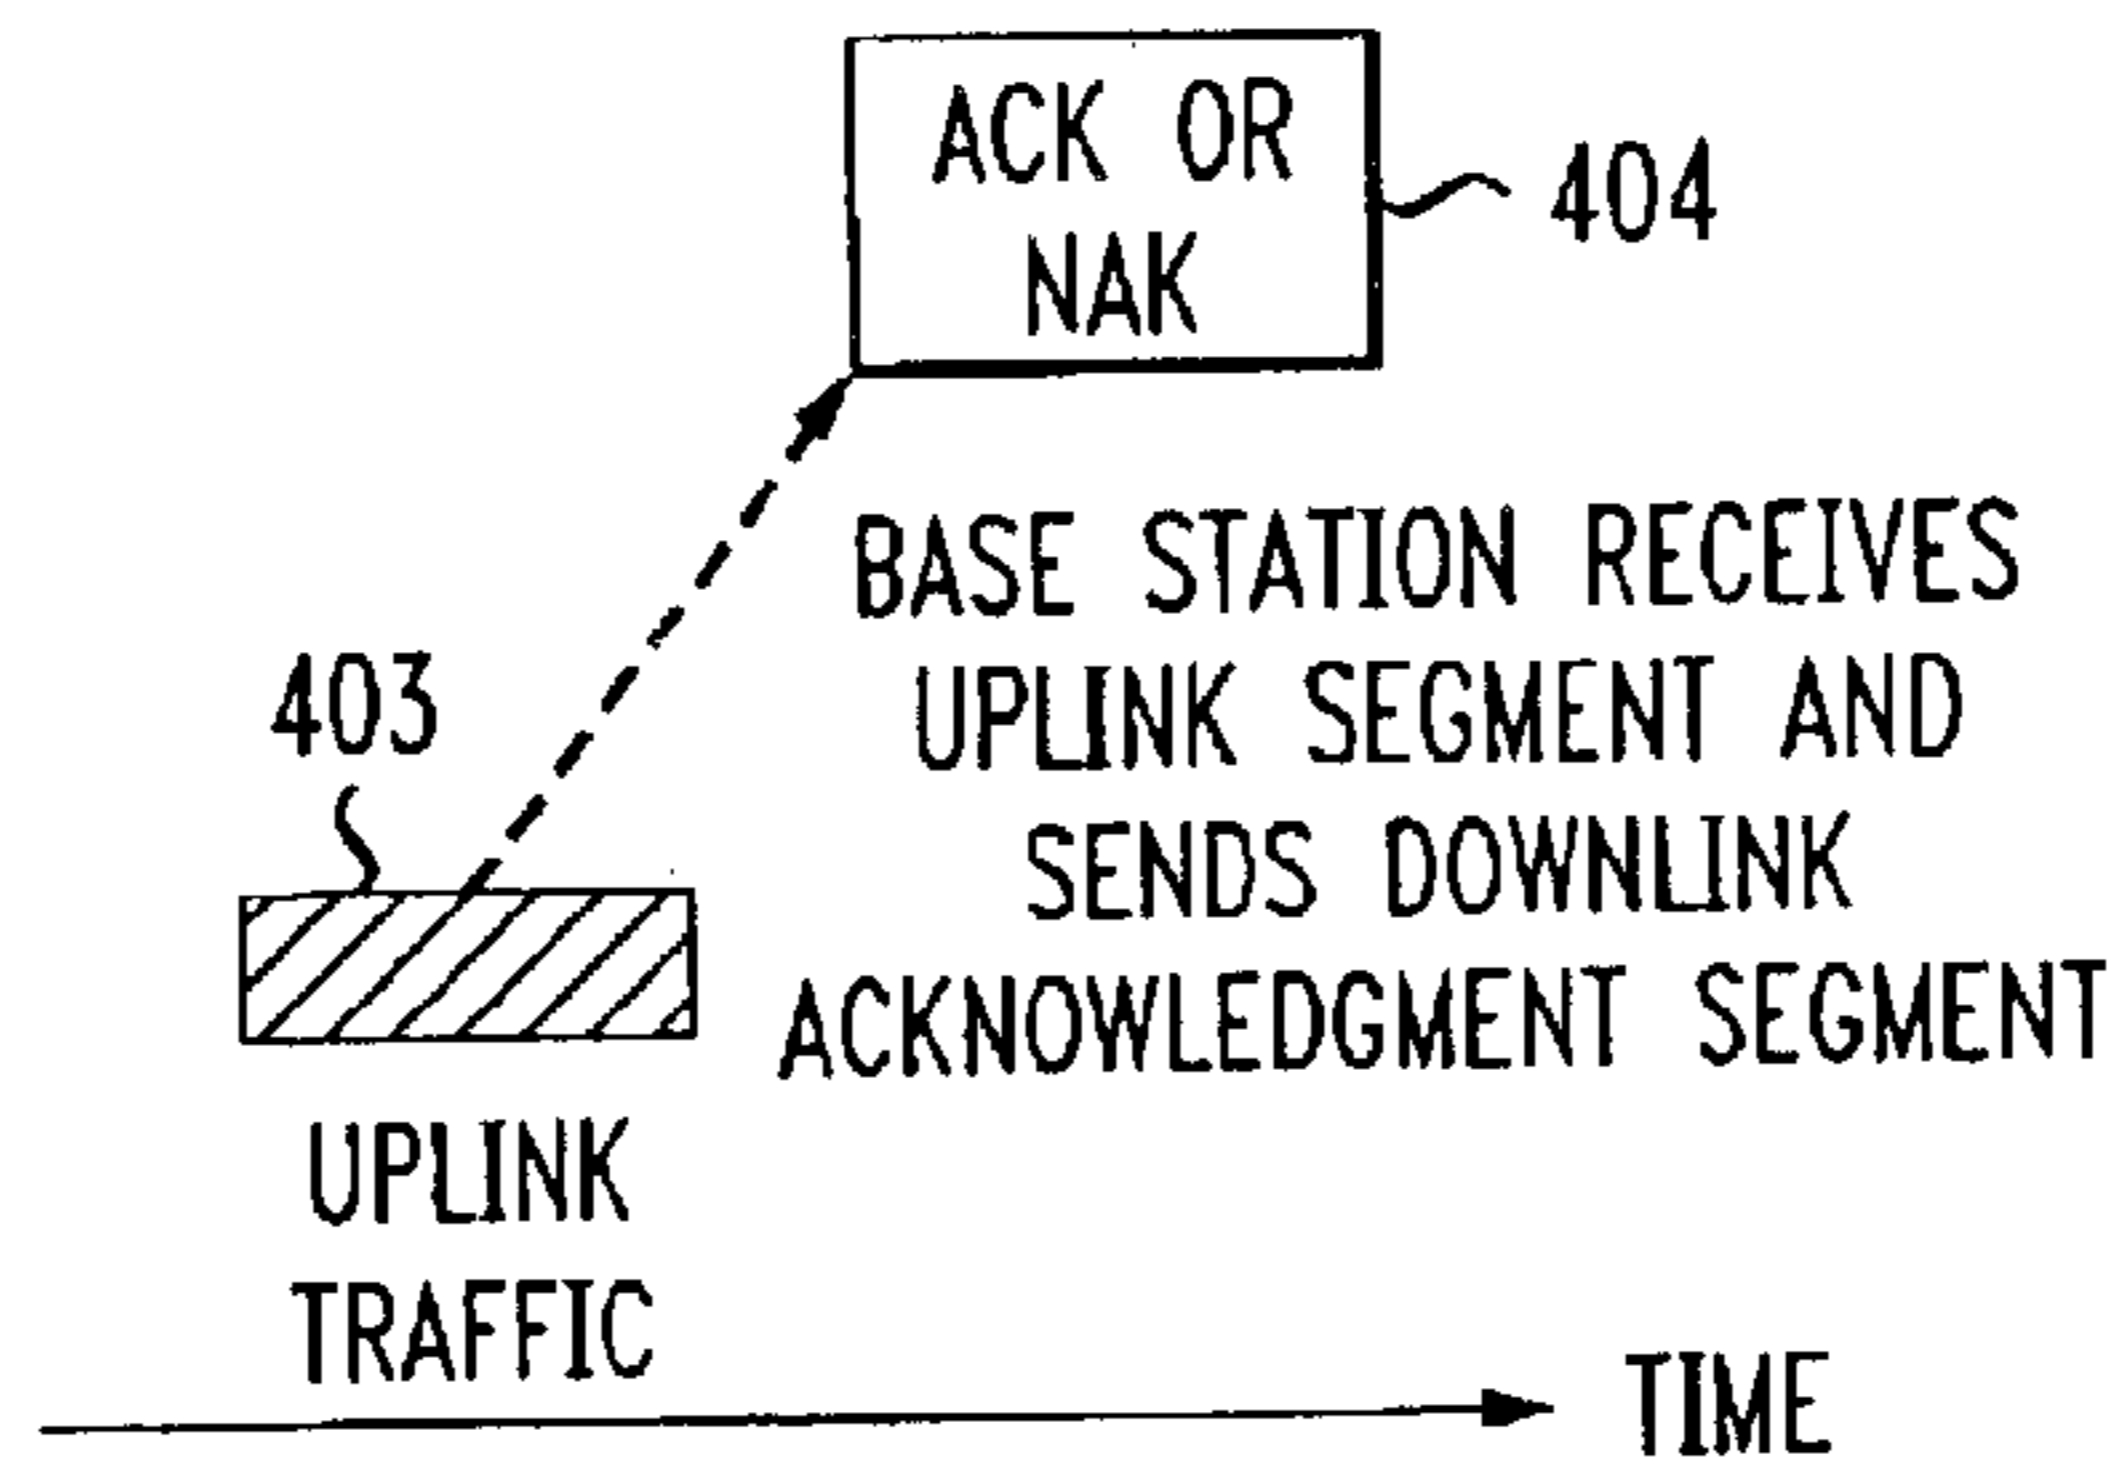 ACK OR
NAK
404
BASE STATION RECEIVES
UPLINK SEGMENT AND
SENDS DOWNLINK
ACKNOWLEDGMENT SEGMENT
403
UPLINK
TRAFFIC
TIME